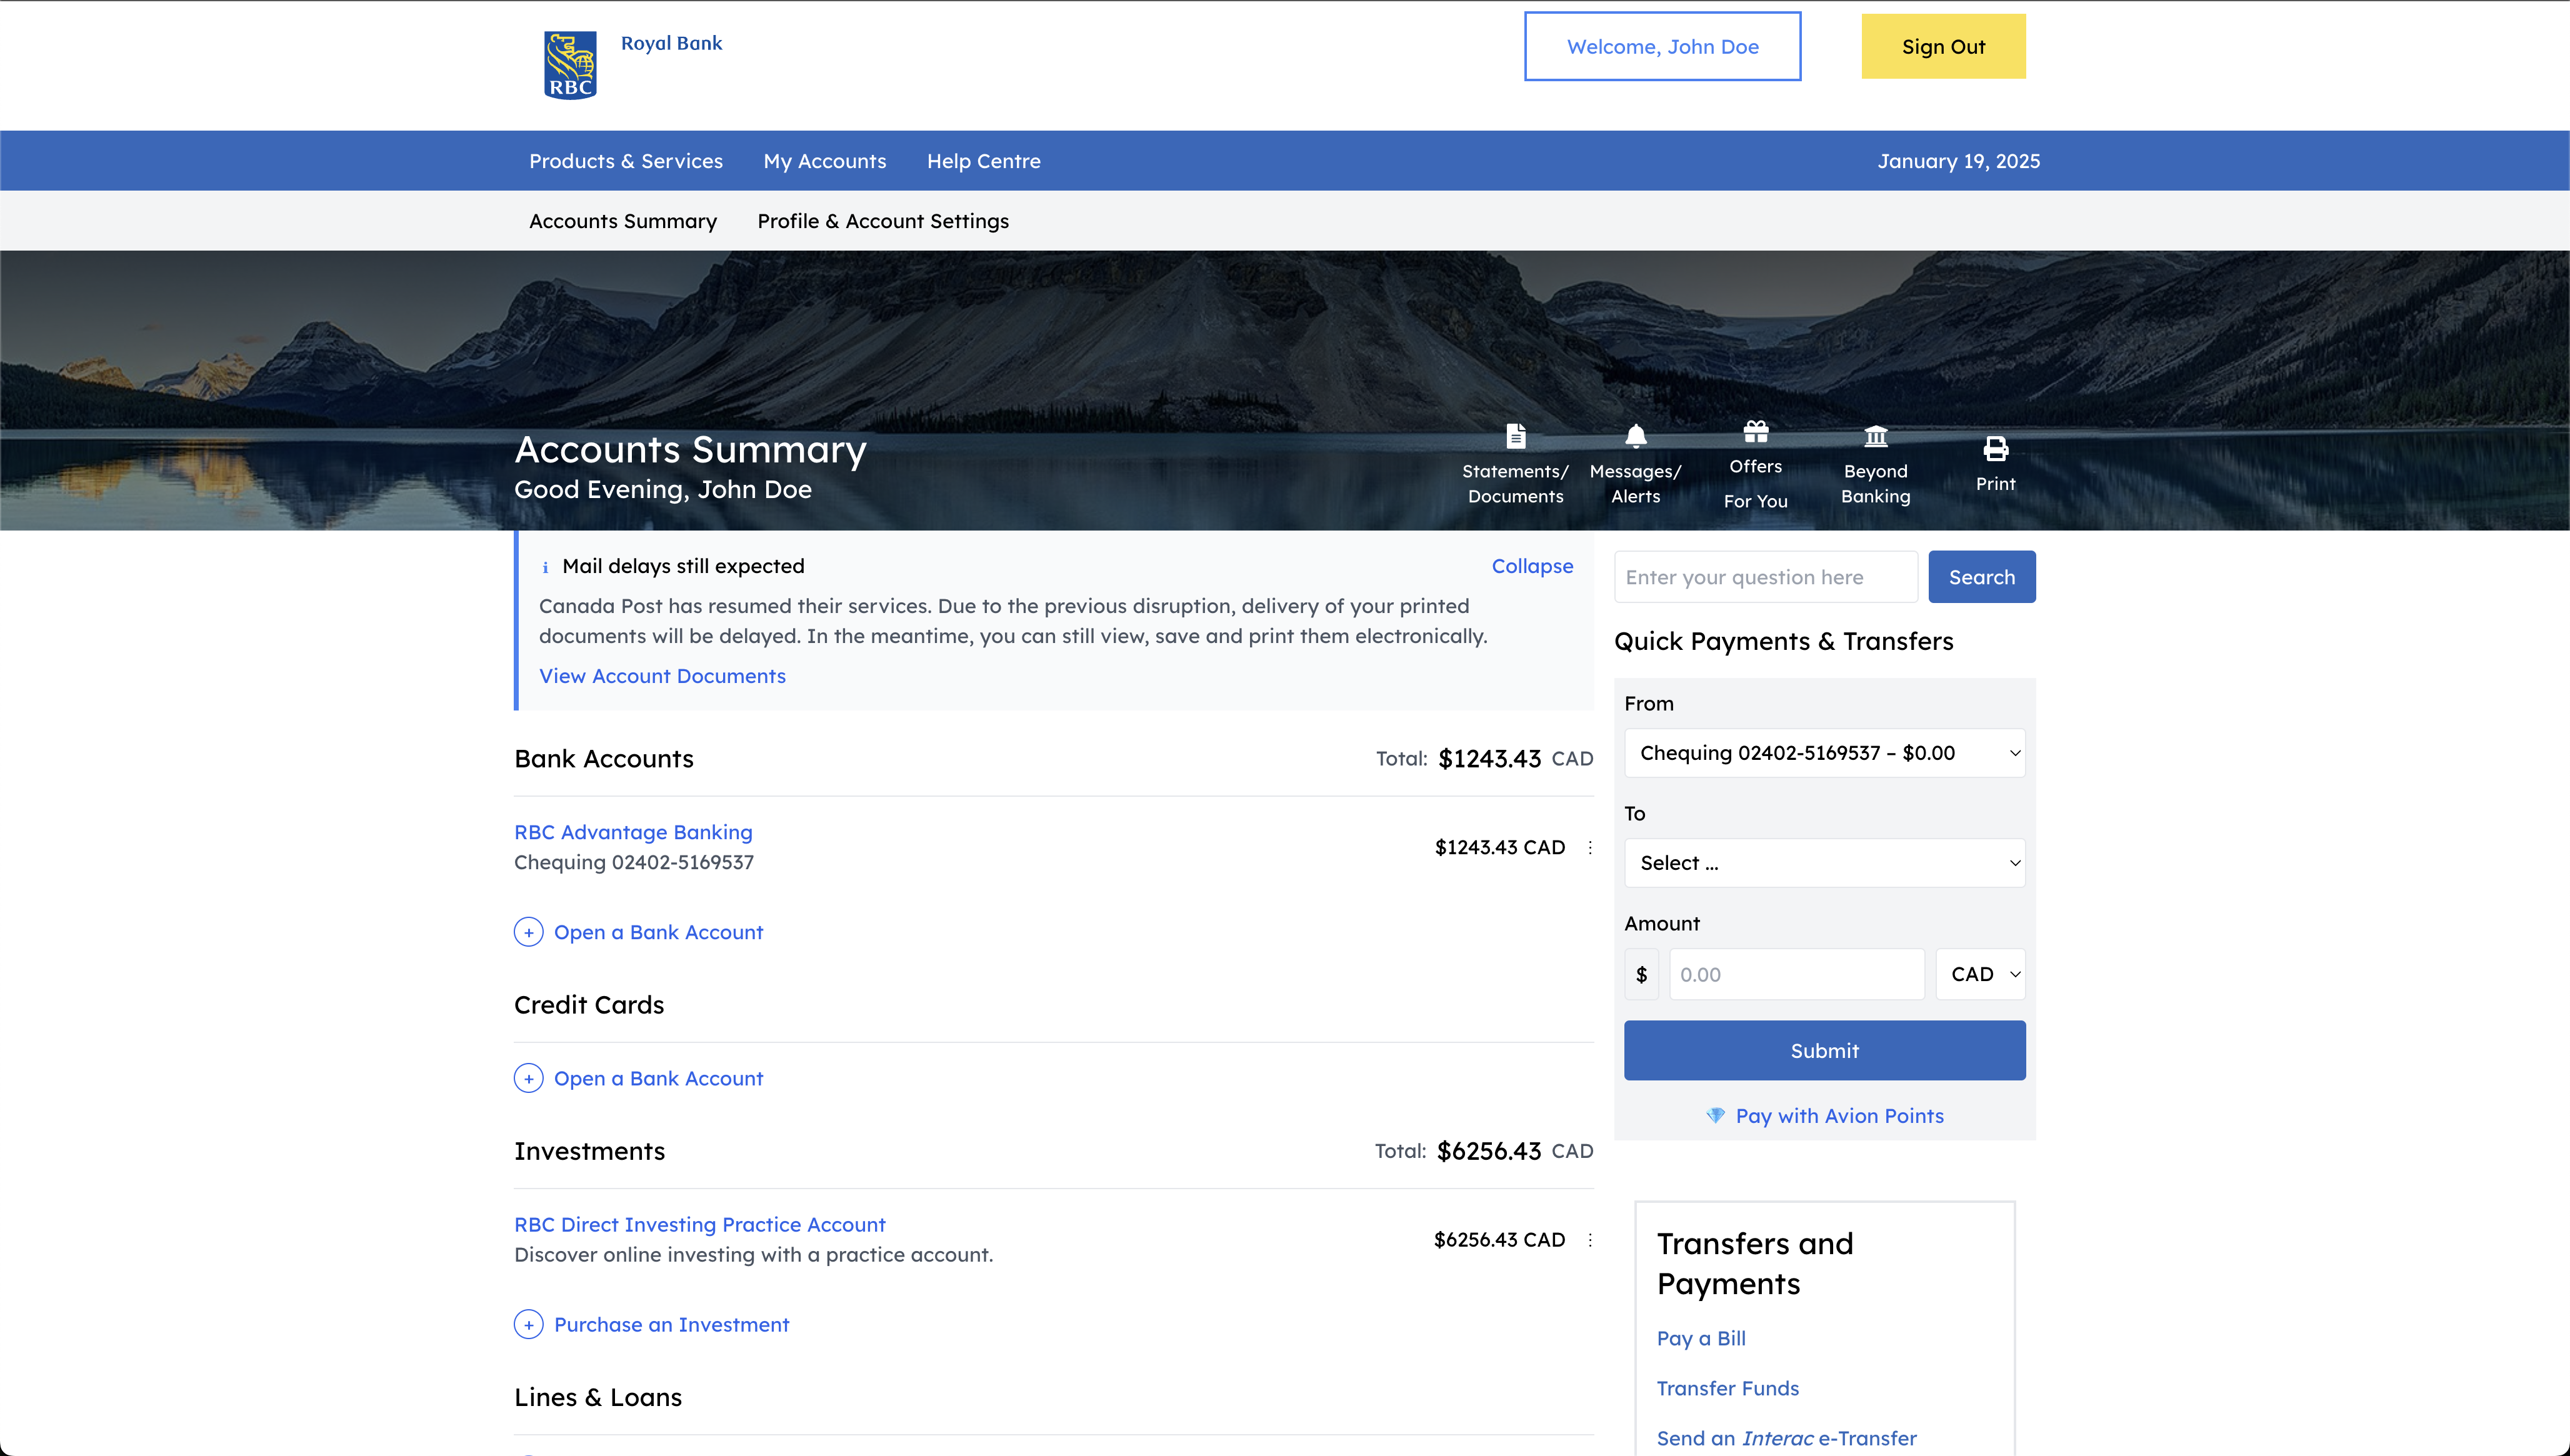 RBC
Royal Bank
Welcome, John Doe
Sign Out
Products & Services
My Accounts
Help Centre
January 19, 2025
Accounts Summary
Profile & Account Settings
Accounts Summary
Good Evening, John Doe
Statements/
Documents
Messages/
Alerts
Offers
For You
Beyond
Banking
Print
Mail delays still expected
Collapse
Canada Post has resumed their services. Due to the previous disruption, delivery of your printed
documents will be delayed. In the meantime, you can still view, save and print them electronically.
View Account Documents
Bank Accounts
Total: $1243.43 CAD
RBC Advantage Banking
Chequing 02402-5169537
$1243.43 CAD
Open a Bank Account
Credit Cards
Open a Bank Account
Investments
Total: $6256.43 CAD
RBC Direct Investing Practice Account
Discover online investing with a practice account.
$6256.43 CAD
Purchase an Investment
Lines & Loans
Enter your question here
Search
Quick Payments & Transfers
From
Chequing 02402-5169537 – $0.00
To
Select ...
Amount
$
0.00
CAD
Submit
Pay with Avion Points
Transfers and
Payments
Pay a Bill
Transfer Funds
Send an Interac e-Transfer